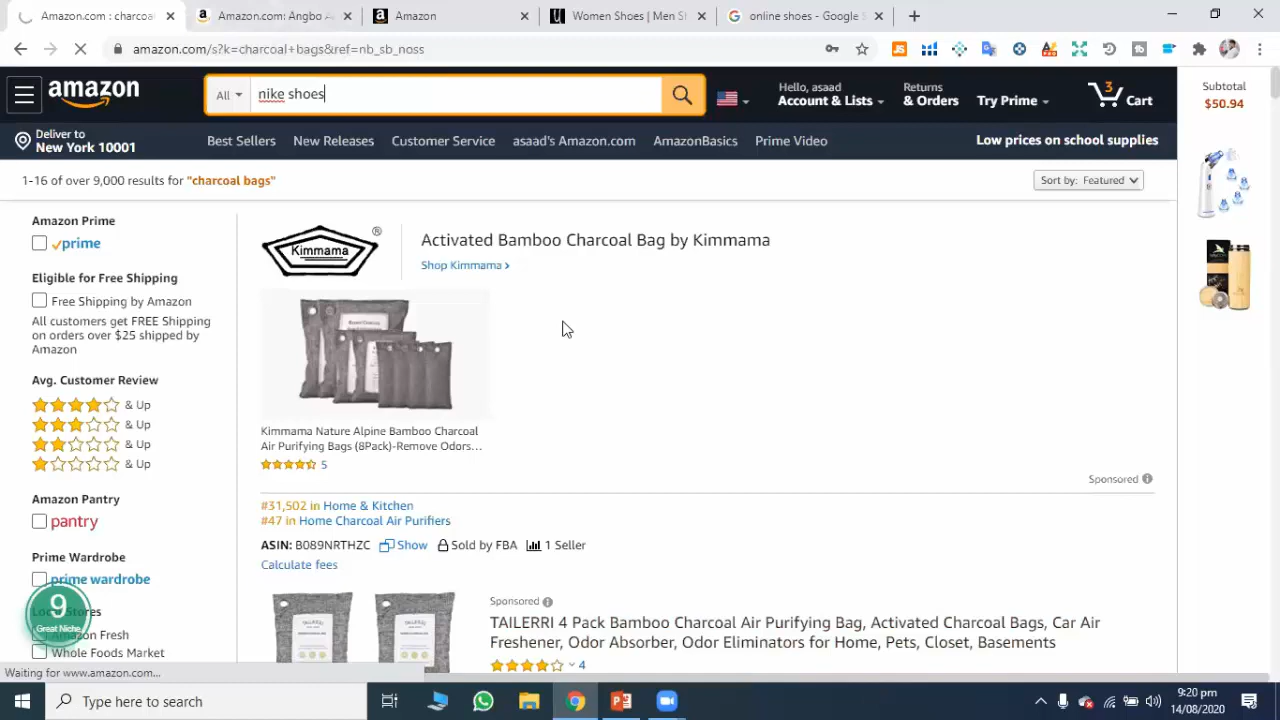 Amazon.com : charcoa
Amazon.com: Angbo A
Amazon
Women Shoes | Men S
online shoes - Google S
amazon.com/s?k=charcoal+bags&ref=nb_sb_noss
amazon
All
nike shoes
Hello, asaad
Account & Lists
Returns
& Orders
Try Prime
3
Cart
Subtotal
$50.94
Deliver to
New York 10001
Best Sellers
New Releases
Customer Service
asaad's Amazon.com
AmazonBasics
Prime Video
Low prices on school supplies
1-16 of over 9,000 results for "charcoal bags"
Sort by: Featured
Amazon Prime
prime
Eligible for Free Shipping
Free Shipping by Amazon
All customers get FREE Shipping
on orders over $25 shipped by
Amazon
Avg. Customer Review
& Up
& Up
& Up
& Up
Amazon Pantry
pantry
Prime Wardrobe
prime wardrobe
9
Great Niche
Amazon Fresh
Whole Foods Market
Kimmama ®
Activated Bamboo Charcoal Bag by Kimmama
Shop Kimmama ›
Kimmama Nature Alpine Bamboo Charcoal
Air Purifying Bags (8Pack)-Remove Odors...
5
Sponsored
#31,502 in Home & Kitchen
#47 in Home Charcoal Air Purifiers
ASIN: B089NRTHZC Show Sold by FBA 1 Seller
Calculate fees
TAILERRI
TAILERRI
Sponsored
TAILERRI 4 Pack Bamboo Charcoal Air Purifying Bag, Activated Charcoal Bags, Car Air
Freshener, Odor Absorber, Odor Eliminators for Home, Pets, Closet, Basements
4
Waiting for www.amazon.com...
Type here to search
9:20 pm
14/08/2020